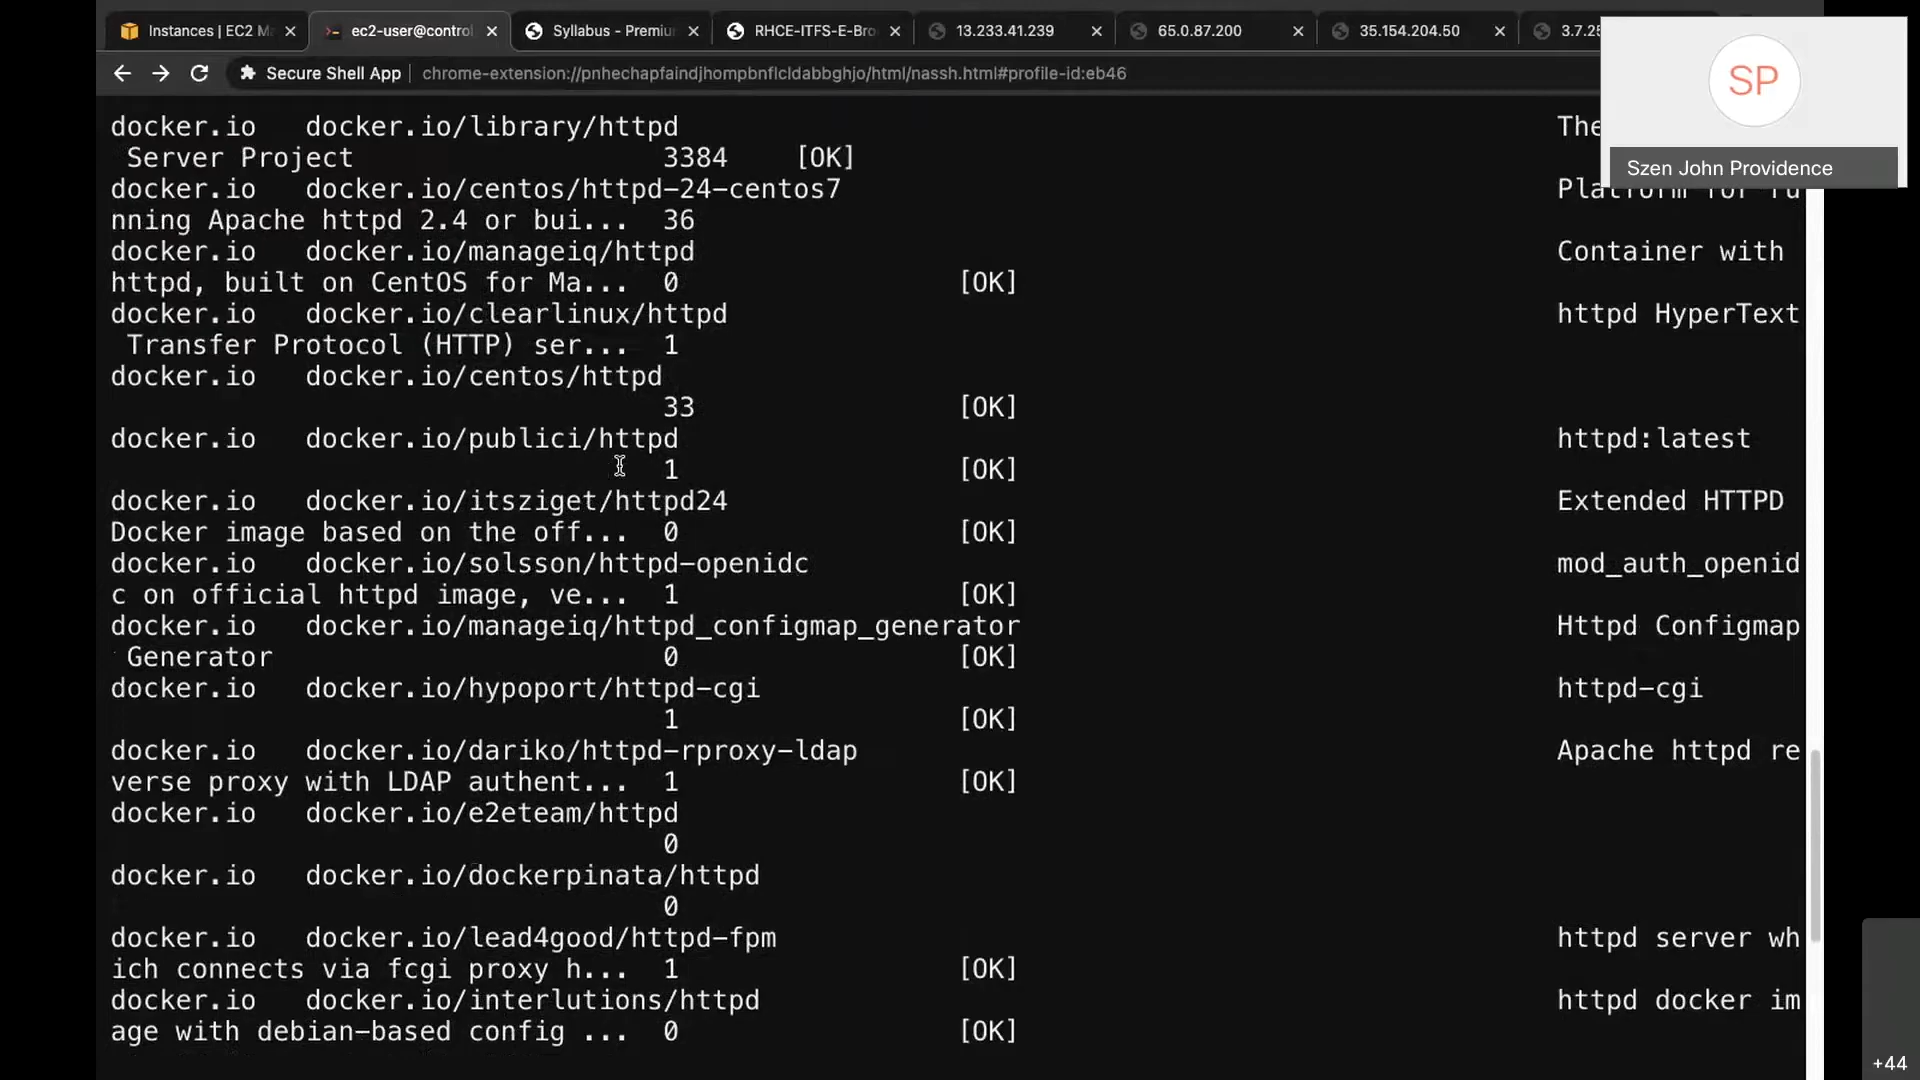 Instances | EC2 Ma
ec2-user@control
Syllabus - Premiu
RHCE-ITFS-E-Bro
13.233.41.239
65.0.87.200
35.154.204.50
3.7.25
Secure Shell App
chrome-extension://pnhechapfaindjhompbnflcldabbghjo/html/nassh.html#profile-id:eb46
SP
Szen John Providence
docker.io docker.io/library/httpd The
Server Project 3384 [OK]
docker.io docker.io/centos/httpd-24-centos7 Platform for ru
nning Apache httpd 2.4 or bui... 36
docker.io docker.io/manageiq/httpd Container with
httpd, built on CentOS for Ma... 0 [OK]
docker.io docker.io/clearlinux/httpd httpd HyperText
Transfer Protocol (HTTP) ser... 1
docker.io docker.io/centos/httpd
33 [OK]
docker.io docker.io/publici/httpd httpd:latest
1 [OK]
docker.io docker.io/itsziget/httpd24 Extended HTTPD
Docker image based on the off... 0 [OK]
docker.io docker.io/solsson/httpd-openidc mod_auth_openid
c on official httpd image, ve... 1 [OK]
docker.io docker.io/manageiq/httpd_configmap_generator Httpd Configmap
Generator 0 [OK]
docker.io docker.io/hypoport/httpd-cgi httpd-cgi
1 [OK]
docker.io docker.io/dariko/httpd-rproxy-ldap Apache httpd re
verse proxy with LDAP authent... 1 [OK]
docker.io docker.io/e2eteam/httpd
0
docker.io docker.io/dockerpinata/httpd
0
docker.io docker.io/lead4good/httpd-fpm httpd server wh
ich connects via fcgi proxy h... 1 [OK]
docker.io docker.io/interlutions/httpd httpd docker im
age with debian-based config ... 0 [OK]
+44